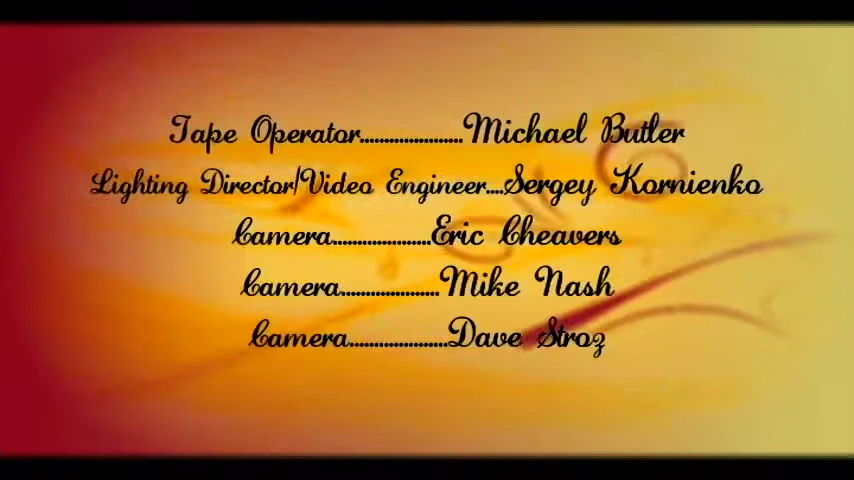 Tape Operator.....................Michael Butler
Lighting Director/Video Engineer....Sergey Kornienko
Camera.....................Eric Cheavers
Camera.....................Mike Nash
Camera.....................Dave Stroz